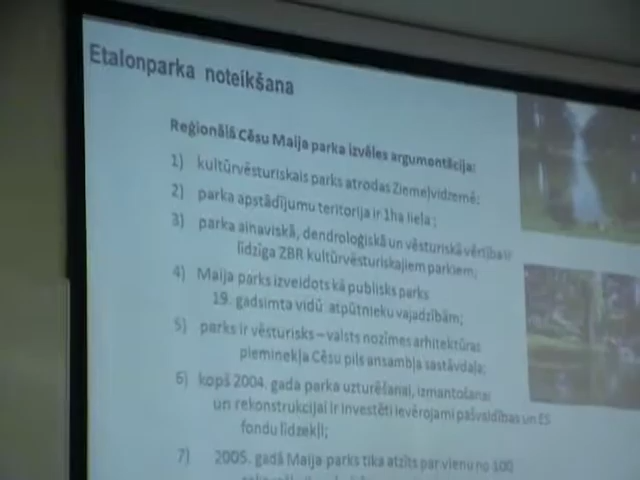 Etalonparka noteikšana
Reģionālā Cēsu Maija parka izvēles argumentācija:
1) kultūrvēsturiskais parks atrodas Ziemeļvidzemē;
2) parka apstādījumu teritorija ir 1ha liela;
3) parka ainaviskā, dendroloģiskā un vēsturiskā vērtība ir
līdzīga ZBR kultūrvēsturiskajiem parkiem;
4) Maija parks izveidots kā publisks parks
19. gadsimta vidū atpūtnieku vajadzībām;
5) parks ir vēsturisks – valsts nozīmes arhitektūras
pieminekļa Cēsu pils ansambļa sastāvdaļa;
6) kopš 2004. gada parka uzturēšanai, izmantošanai
un rekonstrukcijai ir investēti ievērojami pašvaldības un ES
fondu līdzekļi;
7) 2005. gadā Maija parks tika atzīts par vienu no 100